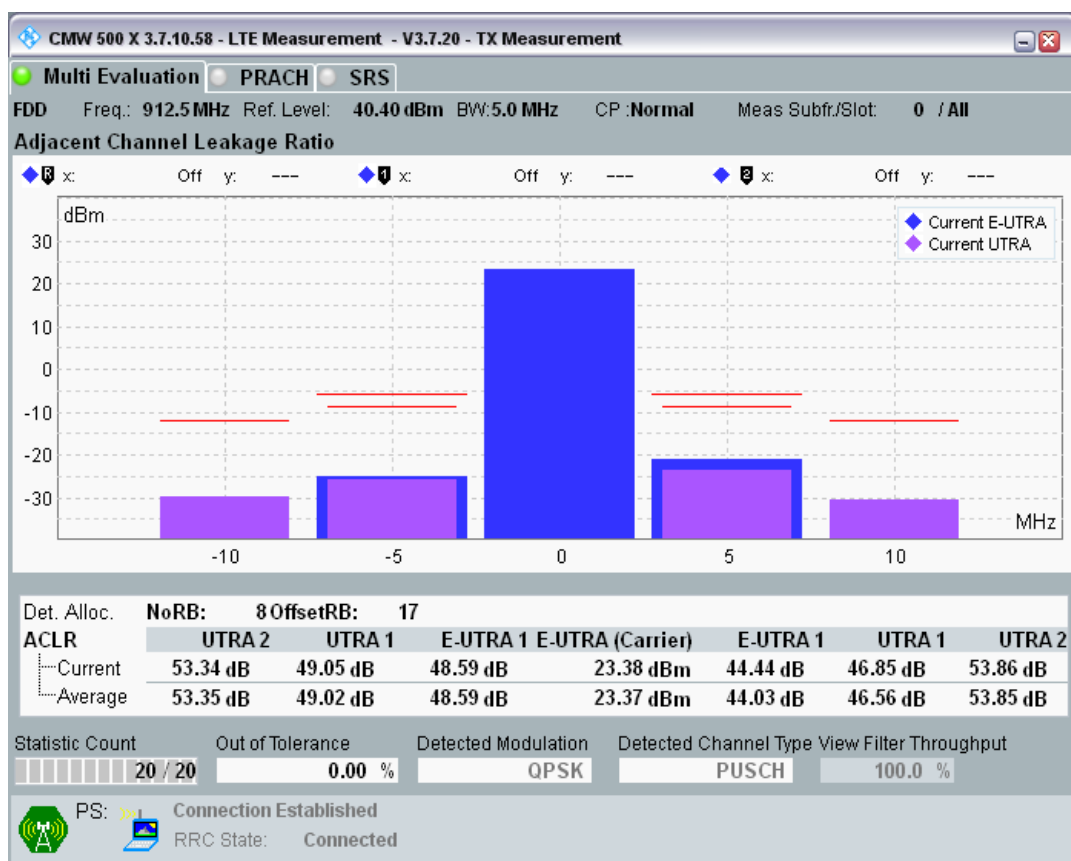 CMW 500 X 3.7.10.58 - LTE Measurement - V3.7.20 - TX Measurement
Multi Evaluation PRACH SRS
FDD Freq.: 912.5 MHz Ref. Level: 40.40 dBm BW:5.0 MHz CP :Normal Meas Subfr./Slot: 0 / All
Adjacent Channel Leakage Ratio
R x: Off y: --- 1 x: Off y: --- 2 x: Off y: ---
dBm
Current E-UTRA
Current UTRA
30
20
10
0
-10
-20
-30
MHz
-10 -5 0 5 10
Det. Alloc. NoRB: 8 OffsetRB: 17
ACLR UTRA 2 UTRA 1 E-UTRA 1 E-UTRA (Carrier) E-UTRA 1 UTRA 1 UTRA 2
Current 53.34 dB 49.05 dB 48.59 dB 23.38 dBm 44.44 dB 46.85 dB 53.86 dB
Average 53.35 dB 49.02 dB 48.59 dB 23.37 dBm 44.03 dB 46.56 dB 53.85 dB
Statistic Count Out of Tolerance Detected Modulation Detected Channel Type View Filter Throughput
20 / 20 0.00 % QPSK PUSCH 100.0 %
PS: Connection Established
RRC State: Connected